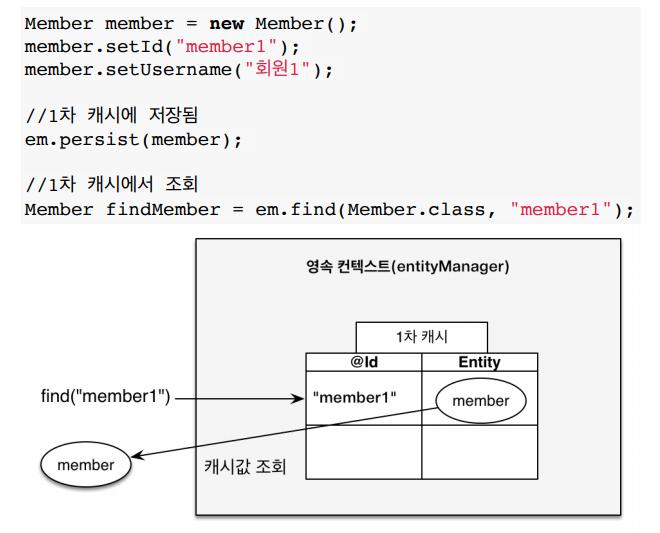 Member member = new Member();
member.setId("member1");
member.setUsername("회원1");
//1차 캐시에 저장됨
em.persist(member);
//1차 캐시에서 조회
Member findMember = em.find(Member.class, "member1");
영속 컨텍스트(entityManager)
1차 캐시
@Id Entity
find("member1") "member1" member
member
캐시값 조회